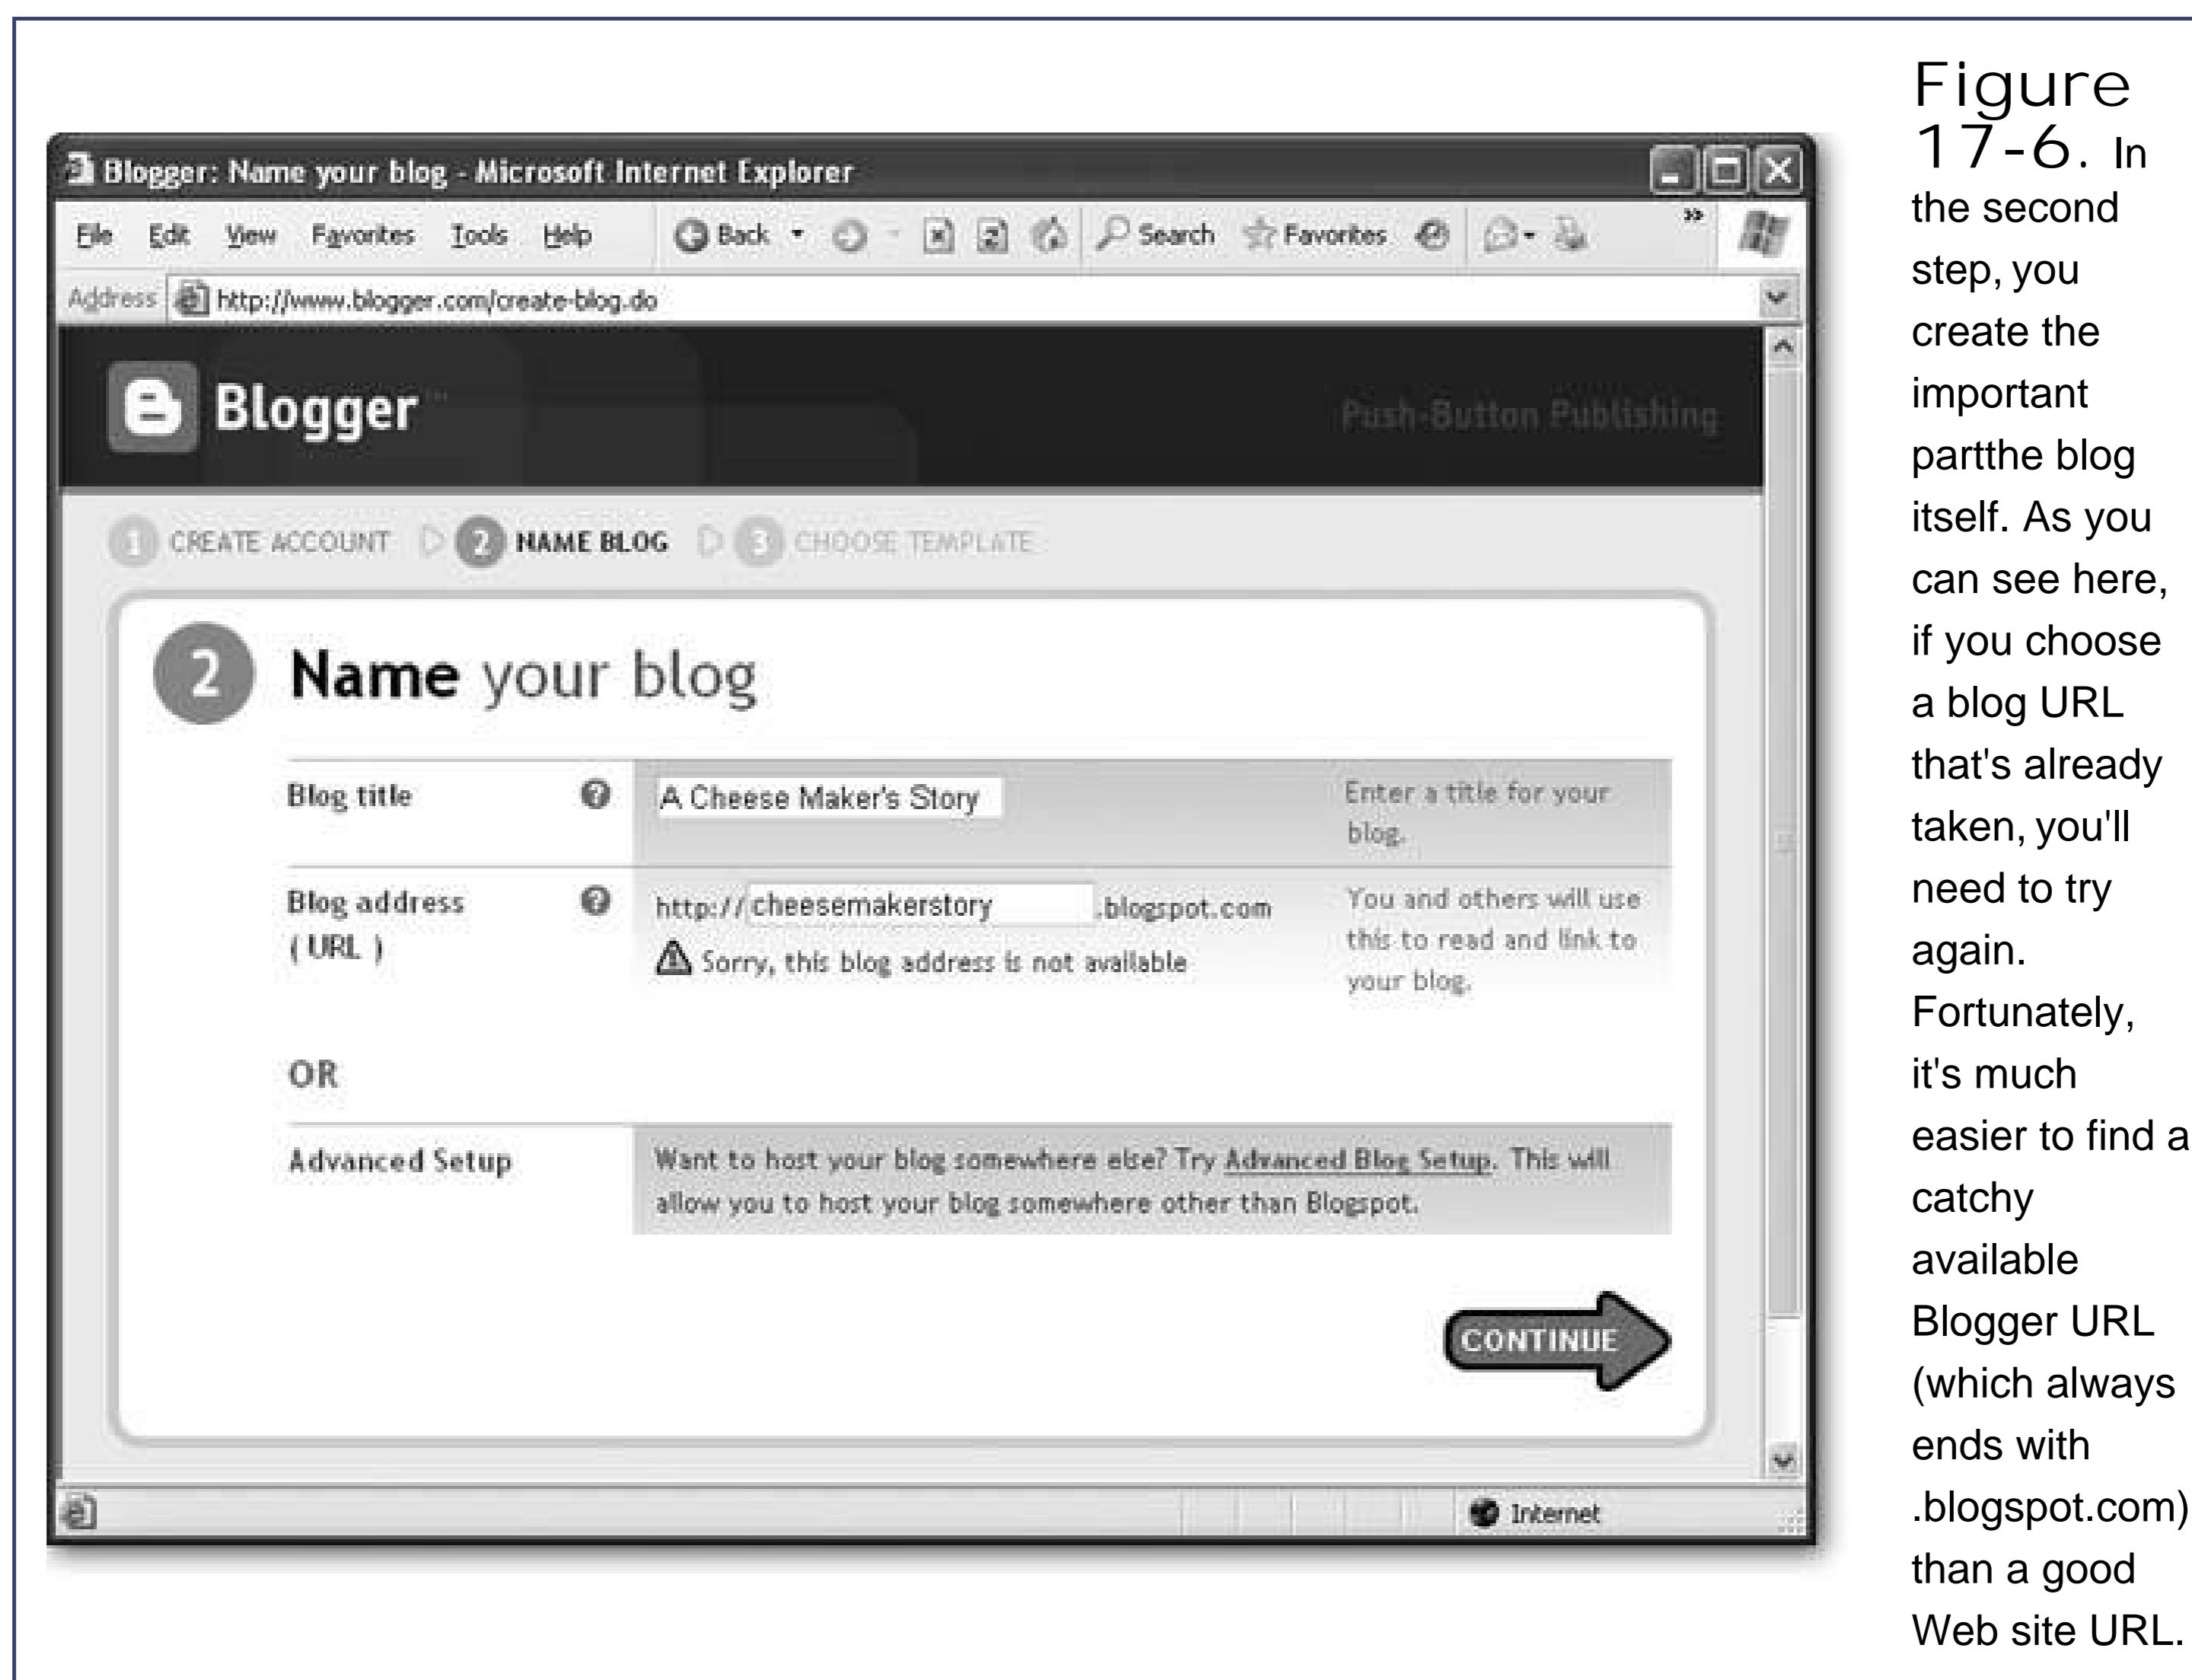 Blogger: Name your blog - Microsoft Internet Explorer
File Edit View Favorites Tools Help Back Search Favorites »
Address http://www.blogger.com/create-blog.do
Blogger™
Push-Button Publishing
1 CREATE ACCOUNT 2 NAME BLOG 3 CHOOSE TEMPLATE
2 Name your blog
Blog title ? A Cheese Maker's Story
Enter a title for your
blog.
Blog address ? http:// cheesemakerstory .blogspot.com
( URL )
Sorry, this blog address is not available
You and others will use
this to read and link to
your blog.
OR
Advanced Setup
Want to host your blog somewhere else? Try Advanced Blog Setup. This will
allow you to host your blog somewhere other than Blogspot.
CONTINUE
Internet
Figure
17-6. In
the second
step, you
create the
important
partthe blog
itself. As you
can see here,
if you choose
a blog URL
that's already
taken, you'll
need to try
again.
Fortunately,
it's much
easier to find a
catchy
available
Blogger URL
(which always
ends with
.blogspot.com)
than a good
Web site URL.